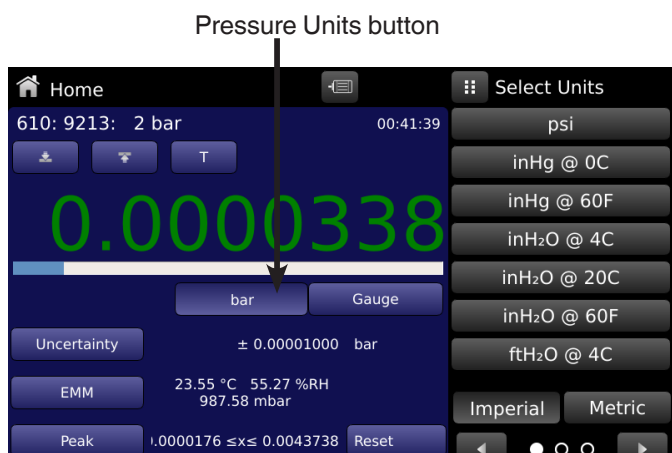 Pressure Units button
Home
Select Units
610: 9213: 2 bar
00:41:39
T
0.0000338
bar
Gauge
Uncertainty
± 0.00001000 bar
EMM
23.55 °C 55.27 %RH
987.58 mbar
Peak
.0000176 ≤x≤ 0.0043738
Reset
psi
inHg @ 0C
inHg @ 60F
inH₂O @ 4C
inH₂O @ 20C
inH₂O @ 60F
ftH₂O @ 4C
Imperial
Metric